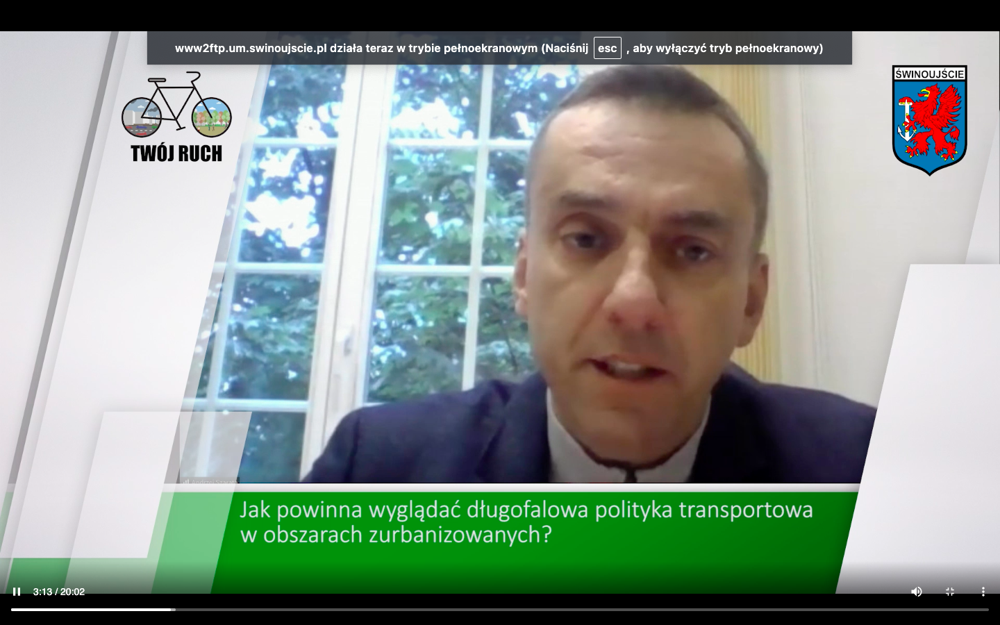 www2ftp.um.swinoujscie.pl działa teraz w trybie pełnoekranowym (Naciśnij esc , aby wyłączyć tryb pełnoekranowy)
ŚWINOUJŚCIE
TWÓJ RUCH
Jak powinna wyglądać długofalowa polityka transportowa
w obszarach zurbanizowanych?
3:13 / 20:02